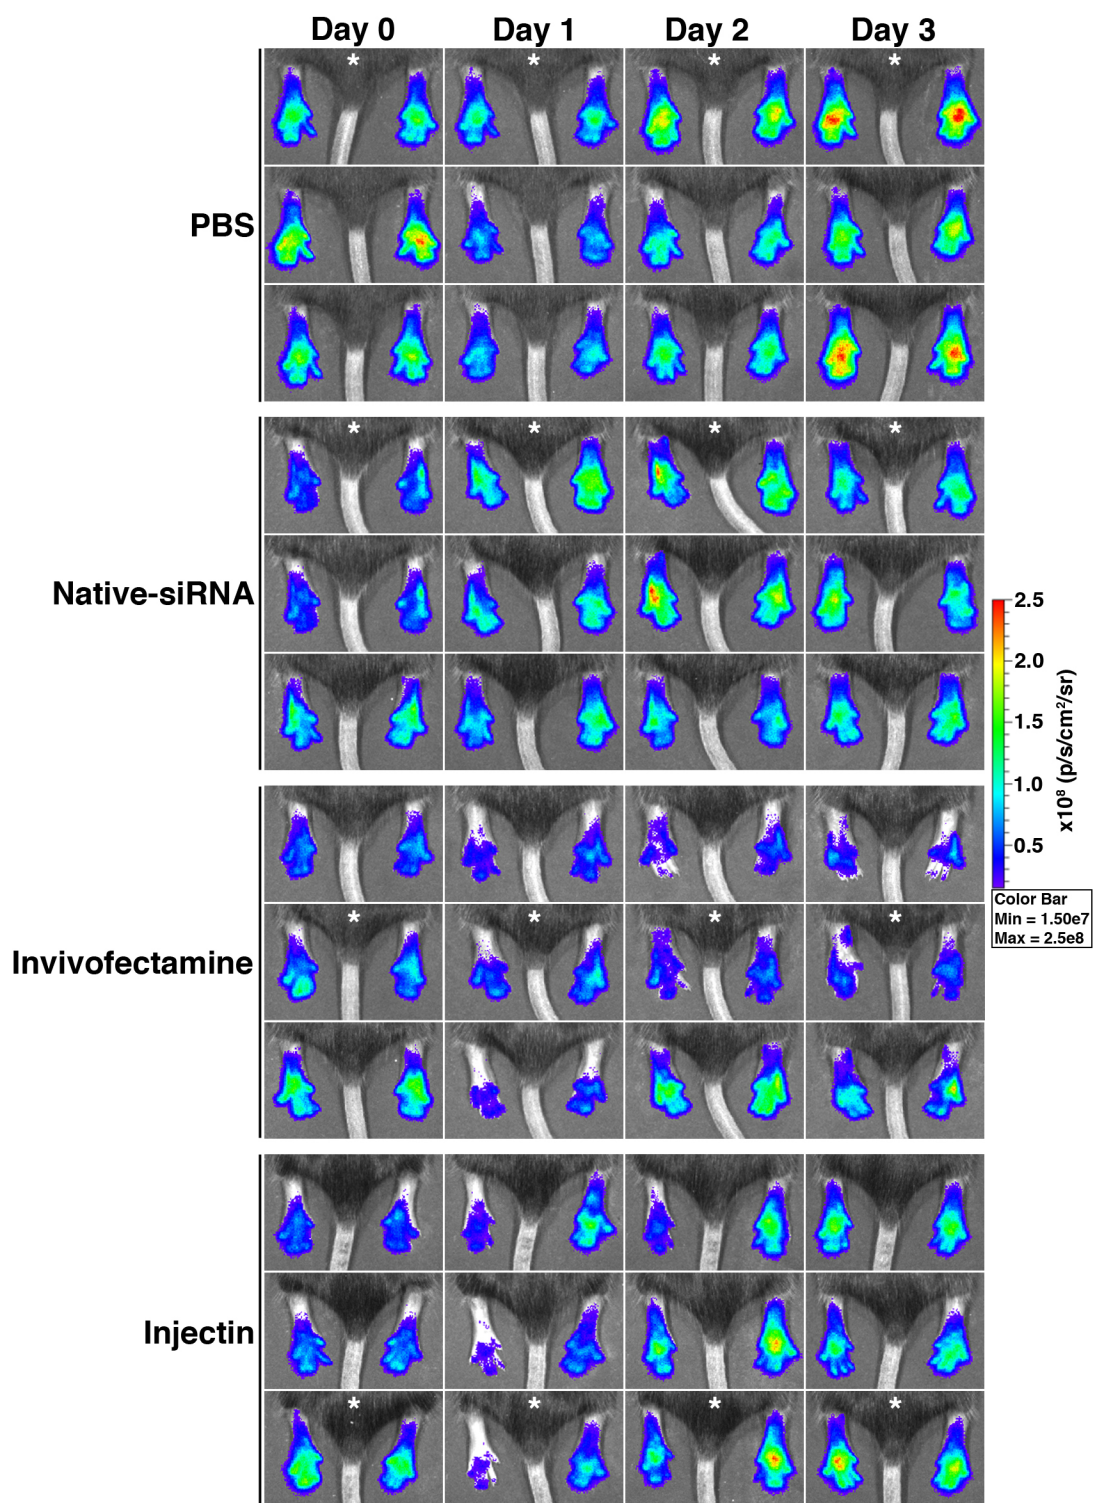 Day 0 Day 1 Day 2 Day 3
* * * *
PBS
* * * *
Native-siRNA
2.5
2.0
1.5
1.0
0.5
x10⁸ (p/s/cm²/sr)
Color Bar
Min = 1.50e7
Max = 2.5e8
* * * *
Invivofectamine
Injectin
* * * *